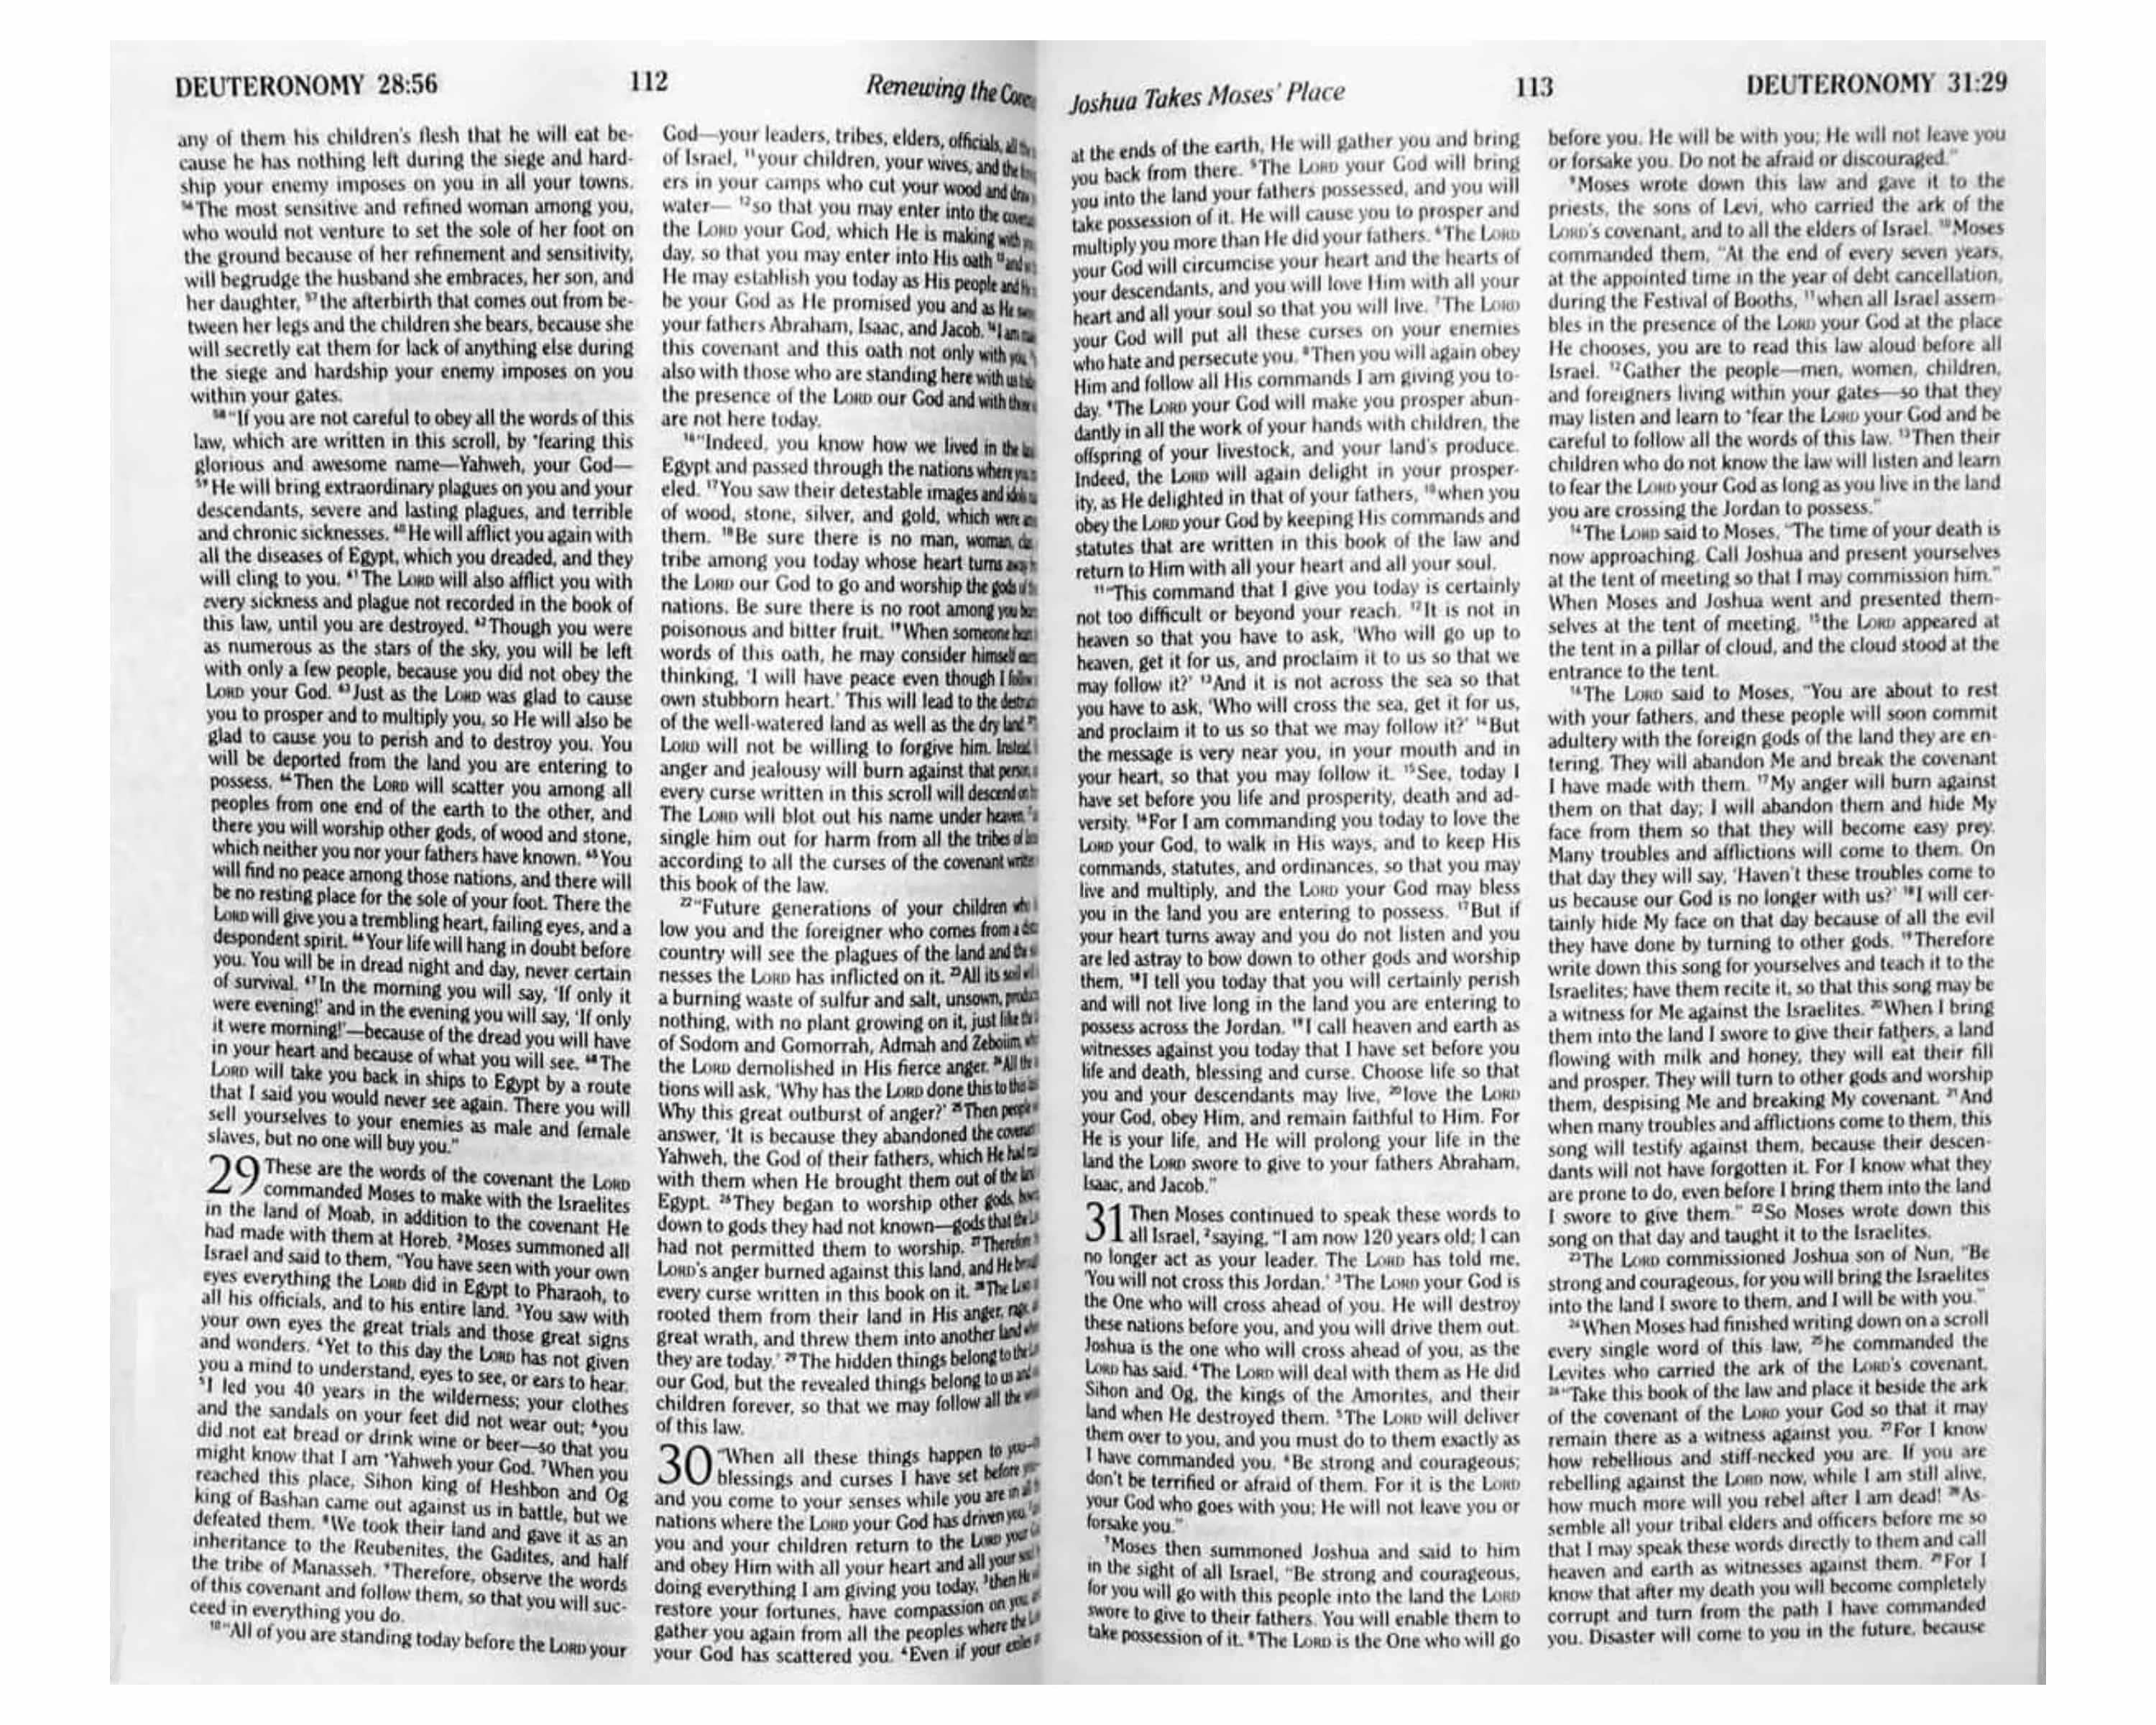 DEUTERONOMY 28:56
112
Renewing the
any of them his children's flesh that he will eat be-
cause he has nothing left during the siege and hard-
ship your enemy imposes on you in all your towns.
56 The most sensitive and refined woman among you,
who would not venture to set the sole of her foot on
the ground because of her refinement and sensitivity,
will begrudge the husband she embraces, her son, and
her daughter, 57 the afterbirth that comes out from be-
tween her legs and the children she bears, because she
will secretly eat them for lack of anything else during
the siege and hardship your enemy imposes on you
within your gates.
58 "If you are not careful to obey all the words of this
law, which are written in this scroll, by *fearing this
glorious and awesome name—Yahweh, your God—
59 He will bring extraordinary plagues on you and your
descendants, severe and lasting plagues, and terrible
and chronic sicknesses. 60 He will afflict you again with
all the diseases of Egypt, which you dreaded, and they
will cling to you. 61 The LORD will also afflict you with
every sickness and plague not recorded in the book of
this law, until you are destroyed. 62 Though you were
as numerous as the stars of the sky, you will be left
with only a few people, because you did not obey the
LORD your God. 63 Just as the LORD was glad to cause
you to prosper and to multiply you, so He will also be
glad to cause you to perish and to destroy you. You
will be deported from the land you are entering to
possess. 64 Then the LORD will scatter you among all
peoples from one end of the earth to the other, and
there you will worship other gods, of wood and stone,
which neither you nor your fathers have known. 65 You
will find no peace among those nations, and there will
be no resting place for the sole of your foot. There the
LORD will give you a trembling heart, failing eyes, and a
despondent spirit. 66 Your life will hang in doubt before
you. You will be in dread night and day, never certain
of survival. 67 In the morning you will say, 'If only it
were evening!' and in the evening you will say, 'If only
it were morning!'—because of the dread you will have
in your heart and because of what you will see. 68 The
LORD will take you back in ships to Egypt by a route
that I said you would never see again. There you will
sell yourselves to your enemies as male and female
slaves, but no one will buy you."
29 These are the words of the covenant the LORD
commanded Moses to make with the Israelites
in the land of Moab, in addition to the covenant He
had made with them at Horeb. 2 Moses summoned all
Israel and said to them, "You have seen with your own
eyes everything the LORD did in Egypt to Pharaoh, to
all his officials, and to his entire land. 3 You saw with
your own eyes the great trials and those great signs
and wonders. 4 Yet to this day the LORD has not given
you a mind to understand, eyes to see, or ears to hear.
5 I led you 40 years in the wilderness; your clothes
and the sandals on your feet did not wear out; 6 you
did not eat bread or drink wine or beer—so that you
might know that I am *Yahweh your God. 7 When you
reached this place, Sihon king of Heshbon and Og
king of Bashan came out against us in battle, but we
defeated them. 8 We took their land and gave it as an
inheritance to the Reubenites, the Gadites, and half
the tribe of Manasseh. 9 Therefore, observe the words
of this covenant and follow them, so that you will suc-
ceed in everything you do.
10 "All of you are standing today before the LORD your
God—your leaders, tribes, elders, officials, all
of Israel, 11 your children, your wives, and the
ers in your camps who cut your wood and
water— 12 so that you may enter into the
the LORD your God, which He is making with
day, so that you may enter into His oath 13 and
He may establish you today as His people and
be your God as He promised you and as He
your fathers Abraham, Isaac, and Jacob. 14 I am
this covenant and this oath not only with you,
also with those who are standing here with us
the presence of the LORD our God and with
are not here today.
16 "Indeed, you know how we lived in the
Egypt and passed through the nations where
eled. 17 You saw their detestable images and
of wood, stone, silver, and gold, which were
them. 18 Be sure there is no man, woman,
tribe among you today whose heart turns
the LORD our God to go and worship the gods
nations. Be sure there is no root among you
poisonous and bitter fruit. 19 When someone
words of this oath, he may consider himself
thinking, 'I will have peace even though I
own stubborn heart.' This will lead to the
of the well-watered land as well as the dry land.
LORD will not be willing to forgive him. Instead,
anger and jealousy will burn against that person,
every curse written in this scroll will descend on
The LORD will blot out his name under heaven,
single him out for harm from all the tribes of
according to all the curses of the covenant
this book of the law.
22 "Future generations of your children who
low you and the foreigner who comes from a
country will see the plagues of the land and the
nesses the LORD has inflicted on it. 23 All its soil
a burning waste of sulfur and salt, unsown,
nothing, with no plant growing on it, just like the
of Sodom and Gomorrah, Admah and Zeboiim,
the LORD demolished in His fierce anger. 24 All the
tions will ask, 'Why has the LORD done this to this
Why this great outburst of anger?' 25 Then people
answer, 'It is because they abandoned the
Yahweh, the God of their fathers, which He had
with them when He brought them out of the
Egypt. 26 They began to worship other gods,
down to gods they had not known—gods that the
had not permitted them to worship. 27 Therefore
LORD's anger burned against this land, and He
every curse written in this book on it. 28 The
rooted them from their land in His anger,
great wrath, and threw them into another land
they are today.' 29 The hidden things belong to the
our God, but the revealed things belong to us and
children forever, so that we may follow all the
of this law.
30 "When all these things happen to you—
blessings and curses I have set before
and you come to your senses while you are in all
nations where the LORD your God has driven you,
you and your children return to the LORD your
and obey Him with all your heart and all your
doing everything I am giving you today, 3 then He
restore your fortunes, have compassion on you,
gather you again from all the peoples where the
your God has scattered you. 4 Even if your exiles
Joshua Takes Moses' Place
113
DEUTERONOMY 31:29
at the ends of the earth, He will gather you and bring
you back from there. 5 The LORD your God will bring
you into the land your fathers possessed, and you will
take possession of it. He will cause you to prosper and
multiply you more than He did your fathers. 6 The LORD
your God will circumcise your heart and the hearts of
your descendants, and you will love Him with all your
heart and all your soul so that you will live. 7 The LORD
your God will put all these curses on your enemies
who hate and persecute you. 8 Then you will again obey
Him and follow all His commands I am giving you to-
day. 9 The LORD your God will make you prosper abun-
dantly in all the work of your hands with children, the
offspring of your livestock, and your land's produce.
Indeed, the LORD will again delight in your prosper-
ity, as He delighted in that of your fathers, 10 when you
obey the LORD your God by keeping His commands and
statutes that are written in this book of the law and
return to Him with all your heart and all your soul.
11 "This command that I give you today is certainly
not too difficult or beyond your reach. 12 It is not in
heaven so that you have to ask, 'Who will go up to
heaven, get it for us, and proclaim it to us so that we
may follow it?' 13 And it is not across the sea so that
you have to ask, 'Who will cross the sea, get it for us,
and proclaim it to us so that we may follow it?' 14 But
the message is very near you, in your mouth and in
your heart, so that you may follow it. 15 See, today I
have set before you life and prosperity, death and ad-
versity. 16 For I am commanding you today to love the
LORD your God, to walk in His ways, and to keep His
commands, statutes, and ordinances, so that you may
live and multiply, and the LORD your God may bless
you in the land you are entering to possess. 17 But if
your heart turns away and you do not listen and you
are led astray to bow down to other gods and worship
them, 18 I tell you today that you will certainly perish
and will not live long in the land you are entering to
possess across the Jordan. 19 I call heaven and earth as
witnesses against you today that I have set before you
life and death, blessing and curse. Choose life so that
you and your descendants may live, 20 love the LORD
your God, obey Him, and remain faithful to Him. For
He is your life, and He will prolong your life in the
land the LORD swore to give to your fathers Abraham,
Isaac, and Jacob."
31 Then Moses continued to speak these words to
all Israel, 2 saying, "I am now 120 years old; I can
no longer act as your leader. The LORD has told me,
'You will not cross this Jordan.' 3 The LORD your God is
the One who will cross ahead of you. He will destroy
these nations before you, and you will drive them out.
Joshua is the one who will cross ahead of you, as the
LORD has said. 4 The LORD will deal with them as He did
Sihon and Og, the kings of the Amorites, and their
land when He destroyed them. 5 The LORD will deliver
them over to you, and you must do to them exactly as
I have commanded you. 6 Be strong and courageous;
don't be terrified or afraid of them. For it is the LORD
your God who goes with you; He will not leave you or
forsake you."
7 Moses then summoned Joshua and said to him
in the sight of all Israel, "Be strong and courageous,
for you will go with this people into the land the LORD
swore to give to their fathers. You will enable them to
take possession of it. 8 The LORD is the One who will go
before you. He will be with you; He will not leave you
or forsake you. Do not be afraid or discouraged."
9 Moses wrote down this law and gave it to the
priests, the sons of Levi, who carried the ark of the
LORD's covenant, and to all the elders of Israel. 10 Moses
commanded them, "At the end of every seven years,
at the appointed time in the year of debt cancellation,
during the Festival of Booths, 11 when all Israel assem-
bles in the presence of the LORD your God at the place
He chooses, you are to read this law aloud before all
Israel. 12 Gather the people—men, women, children,
and foreigners living within your gates—so that they
may listen and learn to *fear the LORD your God and be
careful to follow all the words of this law. 13 Then their
children who do not know the law will listen and learn
to fear the LORD your God as long as you live in the land
you are crossing the Jordan to possess."
14 The LORD said to Moses, "The time of your death is
now approaching. Call Joshua and present yourselves
at the tent of meeting so that I may commission him."
When Moses and Joshua went and presented them-
selves at the tent of meeting, 15 the LORD appeared at
the tent in a pillar of cloud, and the cloud stood at the
entrance to the tent.
16 The LORD said to Moses, "You are about to rest
with your fathers, and these people will soon commit
adultery with the foreign gods of the land they are en-
tering. They will abandon Me and break the covenant
I have made with them. 17 My anger will burn against
them on that day; I will abandon them and hide My
face from them so that they will become easy prey.
Many troubles and afflictions will come to them. On
that day they will say, 'Haven't these troubles come to
us because our God is no longer with us?' 18 I will cer-
tainly hide My face on that day because of all the evil
they have done by turning to other gods. 19 Therefore
write down this song for yourselves and teach it to the
Israelites; have them recite it, so that this song may be
a witness for Me against the Israelites. 20 When I bring
them into the land I swore to give their fathers, a land
flowing with milk and honey, they will eat their fill
and prosper. They will turn to other gods and worship
them, despising Me and breaking My covenant. 21 And
when many troubles and afflictions come to them, this
song will testify against them, because their descen-
dants will not have forgotten it. For I know what they
are prone to do, even before I bring them into the land
I swore to give them." 22 So Moses wrote down this
song on that day and taught it to the Israelites.
23 The LORD commissioned Joshua son of Nun, "Be
strong and courageous, for you will bring the Israelites
into the land I swore to them, and I will be with you."
24 When Moses had finished writing down on a scroll
every single word of this law, 25 he commanded the
Levites who carried the ark of the LORD's covenant,
26 "Take this book of the law and place it beside the ark
of the covenant of the LORD your God so that it may
remain there as a witness against you. 27 For I know
how rebellious and stiff-necked you are. If you are
rebelling against the LORD now, while I am still alive,
how much more will you rebel after I am dead! 28 As-
semble all your tribal elders and officers before me so
that I may speak these words directly to them and call
heaven and earth as witnesses against them. 29 For I
know that after my death you will become completely
corrupt and turn from the path I have commanded
you. Disaster will come to you in the future, because